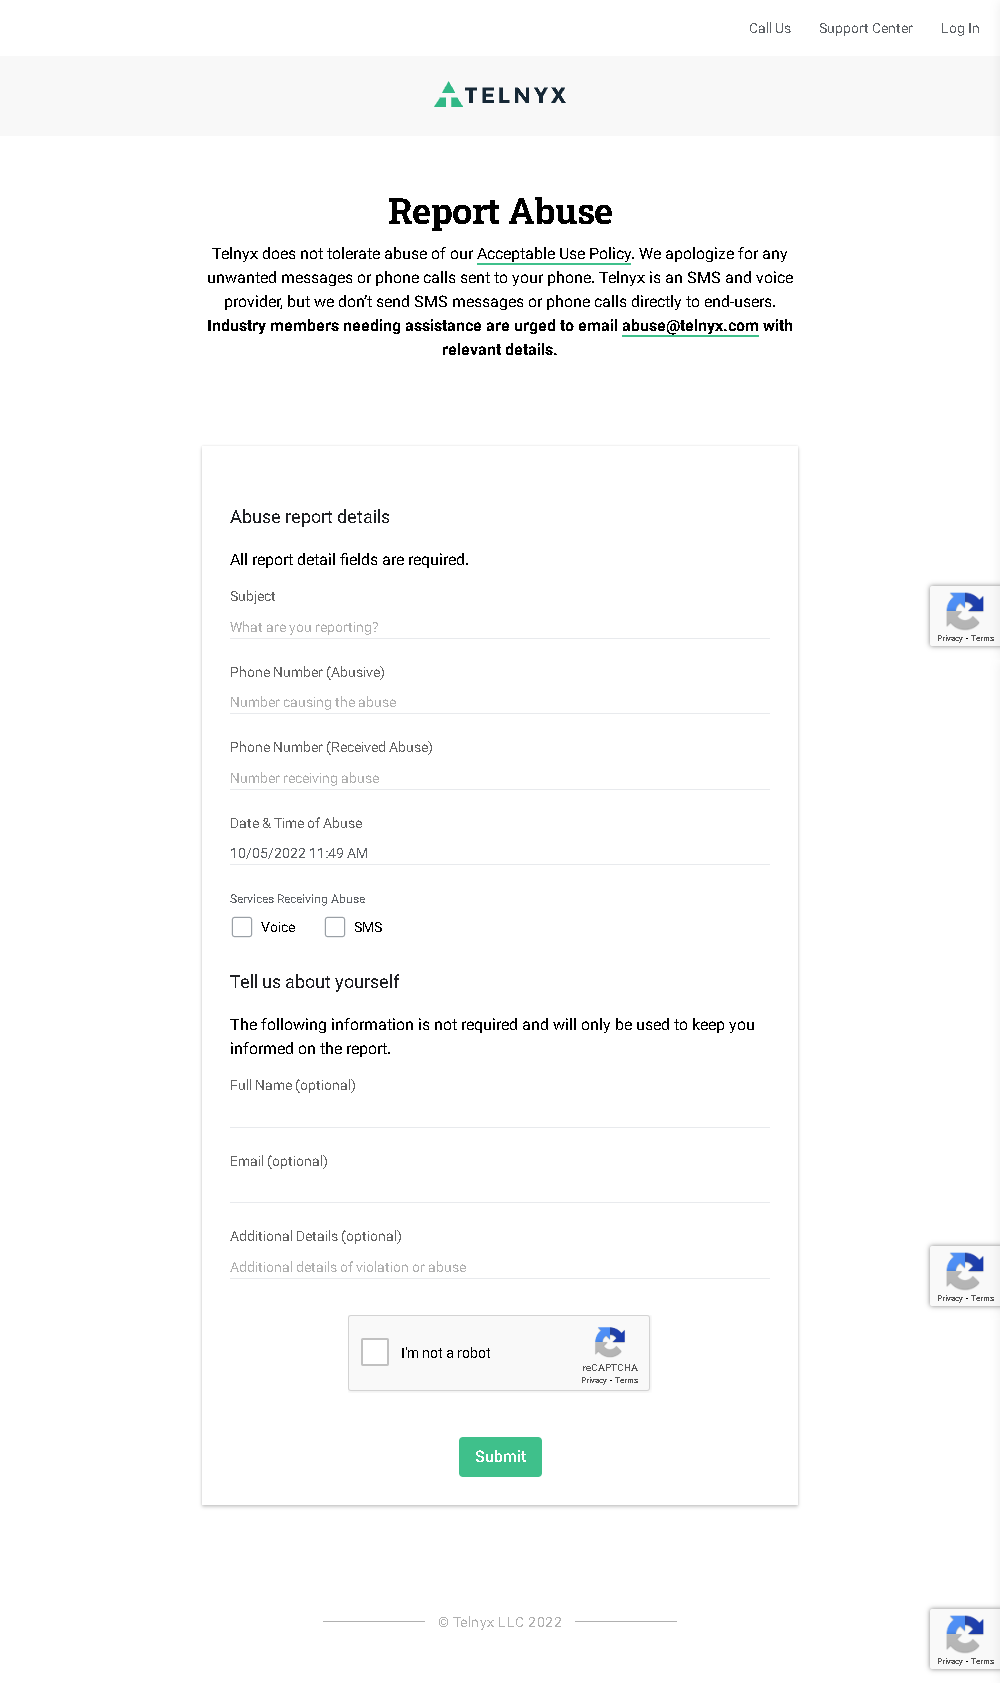 Call Us Support Center Log In
TELNYX
Report Abuse
Telnyx does not tolerate abuse of our Acceptable Use Policy. We apologize for any
unwanted messages or phone calls sent to your phone. Telnyx is an SMS and voice
provider, but we don't send SMS messages or phone calls directly to end-users.
Industry members needing assistance are urged to email abuse@telnyx.com with
relevant details.
Abuse report details
All report detail fields are required.
Subject
What are you reporting?
Privacy - Terms
Phone Number (Abusive)
Number causing the abuse
Phone Number (Received Abuse)
Number receiving abuse
Date & Time of Abuse
10/05/2022 11:49 AM
Services Receiving Abuse
Voice SMS
Tell us about yourself
The following information is not required and will only be used to keep you
informed on the report.
Full Name (optional)
Email (optional)
Additional Details (optional)
Additional details of violation or abuse
Privacy - Terms
I'm not a robot
reCAPTCHA
Privacy - Terms
Submit
© Telnyx LLC 2022
Privacy - Terms